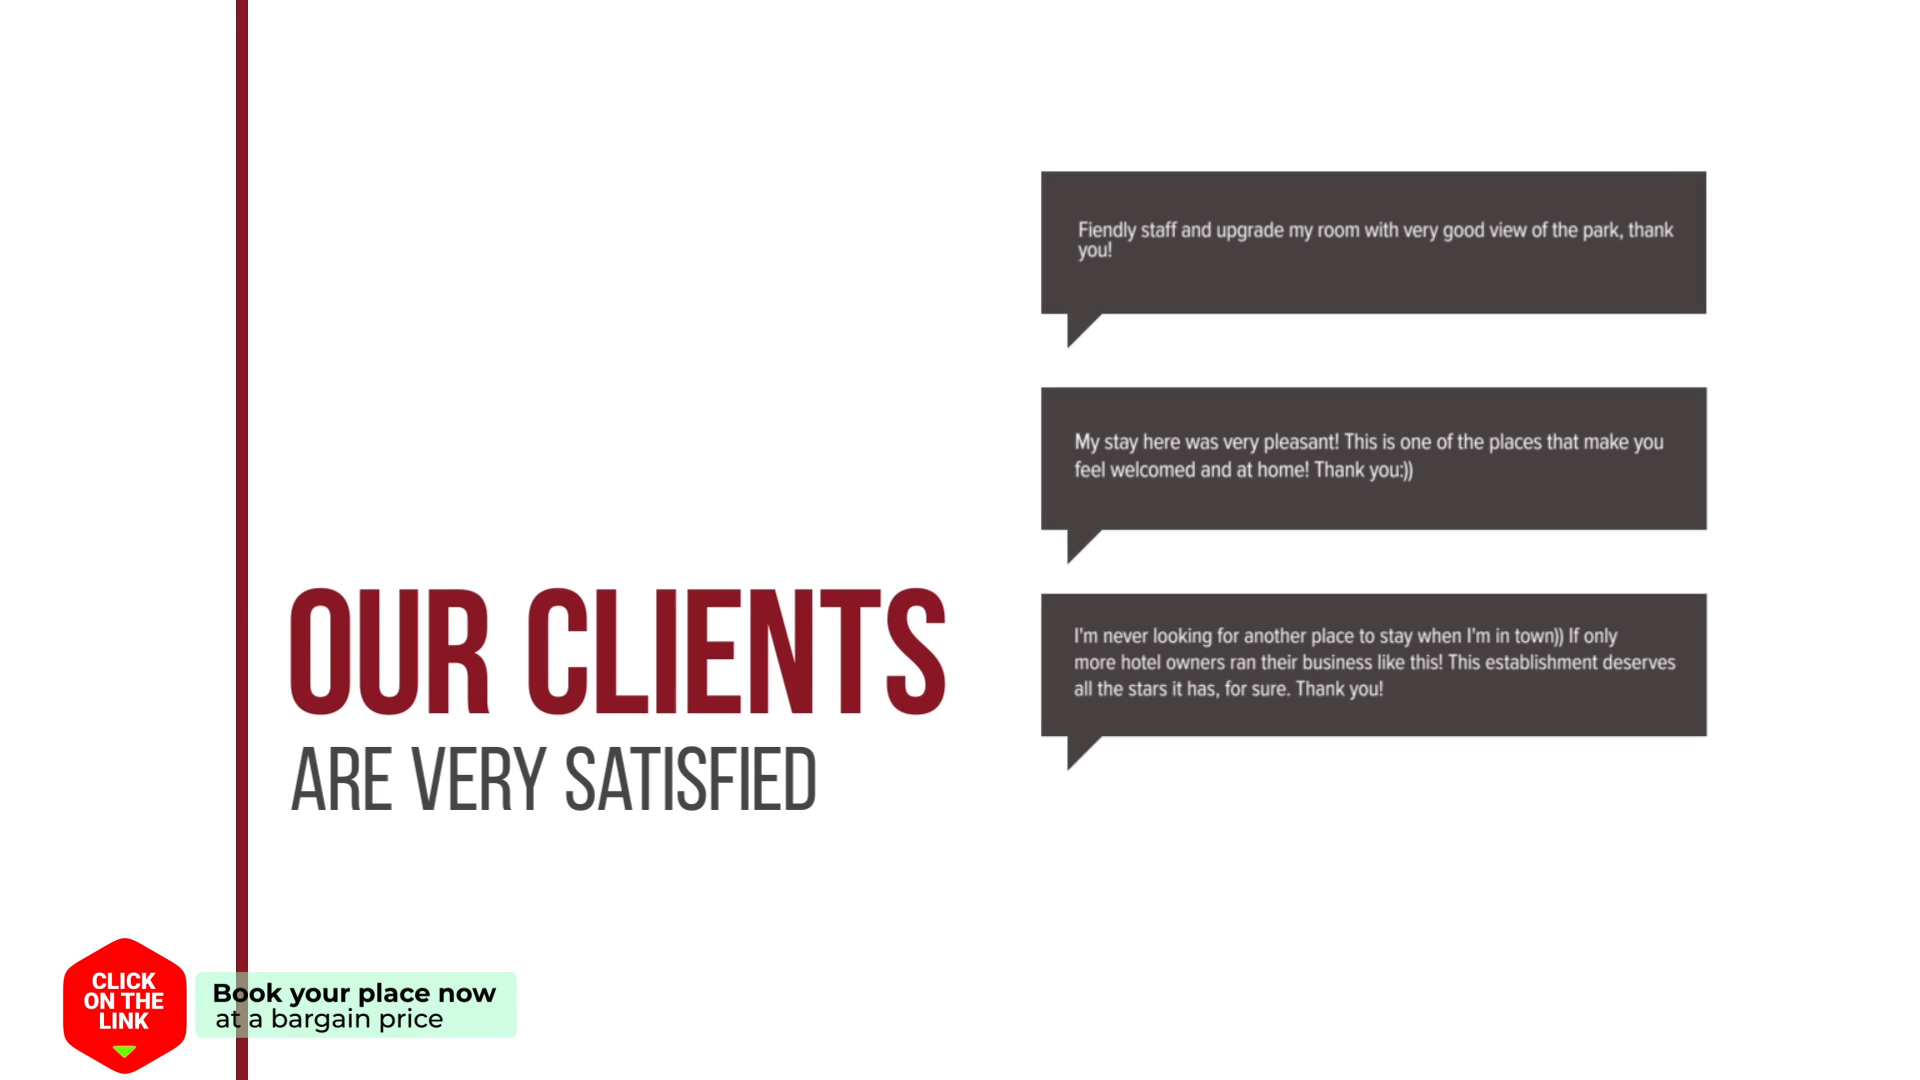 Fiendly staff and upgrade my room with very good view of the park, thank
you!
My stay here was very pleasant! This is one of the places that make you
feel welcomed and at home! Thank you:))
I'm never looking for another place to stay when I'm in town)) If only
more hotel owners ran their business like this! This establishment deserves
all the stars it has, for sure. Thank you!
OUR CLIENTS
ARE VERY SATISFIED
CLICK
ON THE
LINK
Book your place now
at a bargain price